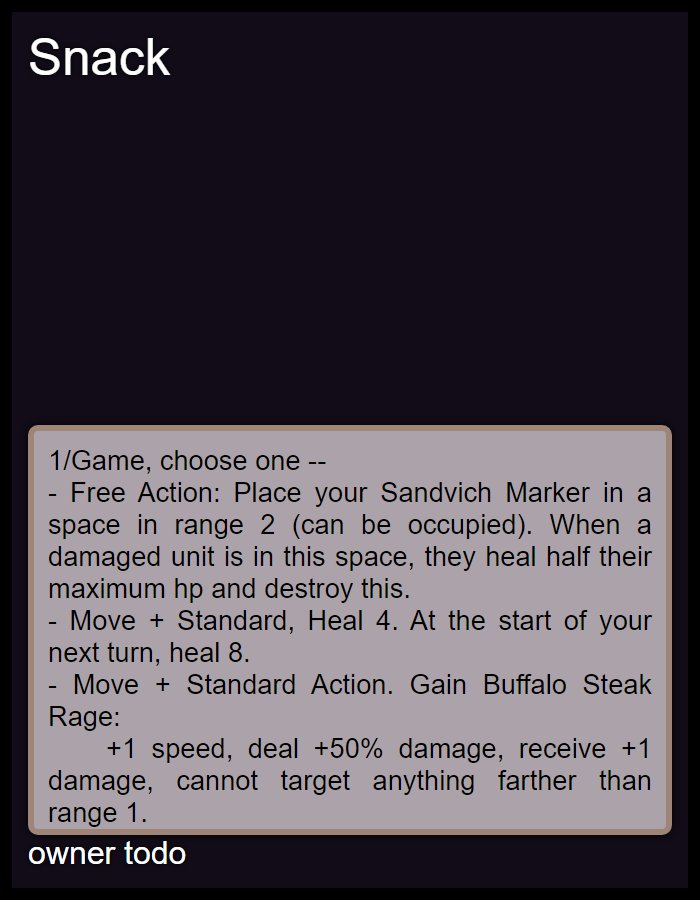 Snack
1/Game, choose one --
- Free Action: Place your Sandvich Marker in a
space in range 2 (can be occupied). When a
damaged unit is in this space, they heal half their
maximum hp and destroy this.
- Move + Standard, Heal 4. At the start of your
next turn, heal 8.
- Move + Standard Action. Gain Buffalo Steak
Rage:
+1 speed, deal +50% damage, receive +1
damage, cannot target anything farther than
range 1.
owner todo